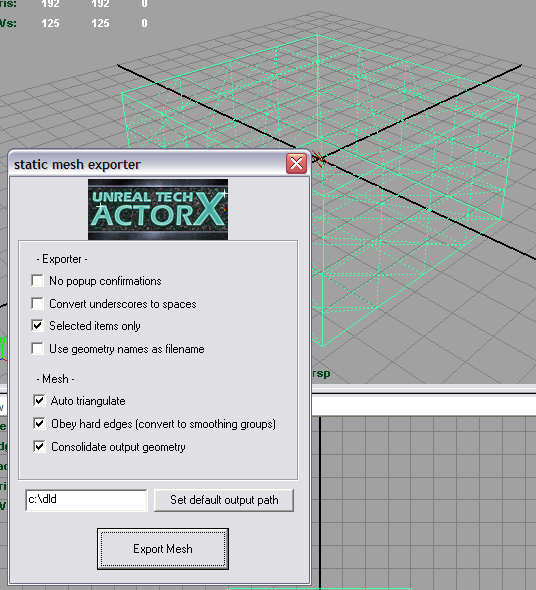 ris: 192 192 0
Vs: 125 125 0
static mesh exporter
UNREAL TECH
ACTORX
- Exporter -
No popup confirmations
Convert underscores to spaces
Selected items only
Use geometry names as filename
- Mesh -
Auto triangulate
Obey hard edges (convert to smoothing groups)
Consolidate output geometry
c:\dld
Set default output path
Export Mesh
rsp